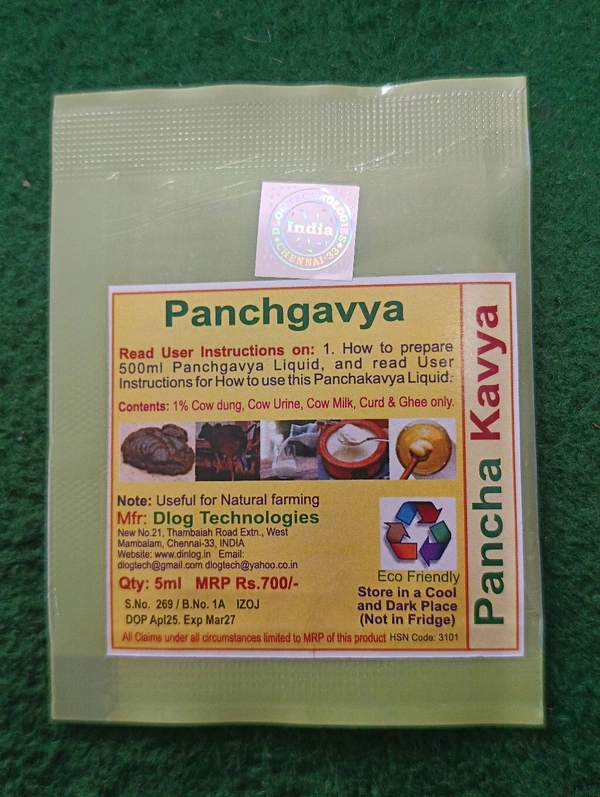 DLOG TECHNOLOGIES
India
★ CHENNAI-33 ★
Panchgavya
Read User Instructions on: 1. How to prepare
500ml Panchgavya Liquid, and read User
Instructions for How to use this Panchakavya Liquid.
Contents: 1% Cow dung, Cow Urine, Cow Milk, Curd & Ghee only.
Note: Useful for Natural farming
Mfr: Dlog Technologies
New No.21, Thambaiah Road Extn., West
Mambalam, Chennai-33, INDIA
Website: www.dinlog.in Email:
dlogtech@gmail.com dlogtech@yahoo.co.in
Qty: 5ml MRP Rs.700/-
S.No. 269 / B.No. 1A IZOJ
DOP Apl25. Exp Mar27
Eco Friendly
Store in a Cool
and Dark Place
(Not in Fridge)
All Claims under all circumstances limited to MRP of this product HSN Code: 3101
Pancha Kavya